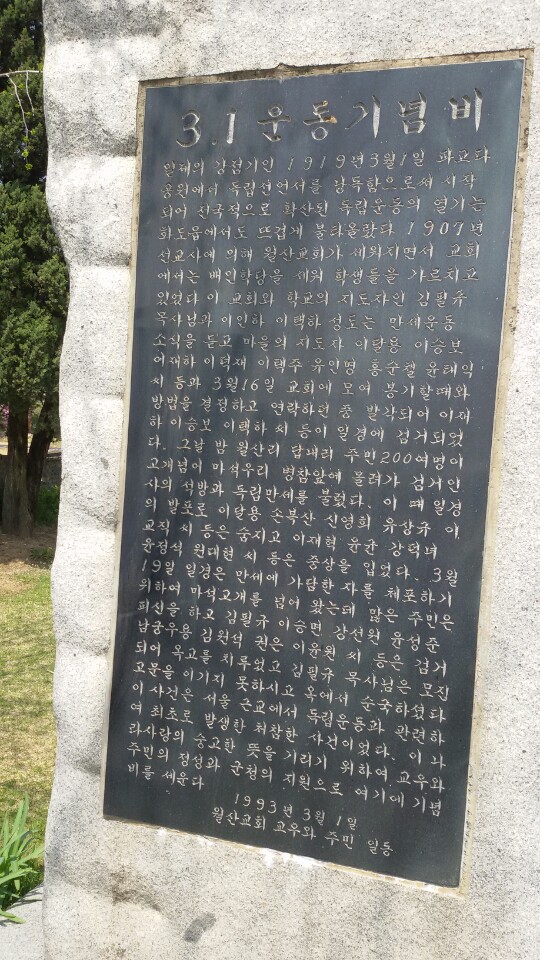 3.1운동기념비
일제의 강점기인 1919년3월1일 파고다
공원에서 독립선언서를 낭독함으로써 시작
되어 전국적으로 확산된 독립운동의 열기는
화도읍에서도 뜨겁게 불타올랐다 1907년
선교사에 의해 월산교회가 세워지면서 교회
에서는 배인학당을 세워 학생들을 가르치고
있었다 이 교회와 학교의 지도자인 김필규
목사님과 이인하 이택하 성도는 만세운동
소식을 듣고 마을의 지도자 이달용 이승보
이재하 이덕재 이택주 유인명 홍순철 윤태익
씨 등과 3월16일 교회에 모여 봉기할때와
방법을 결정하고 연락하던 중 발각되어 이재
하 이승보 이택하 씨 등이 일경에 검거되었
다. 그날 밤 월산리 답내리 주민200여명이
고개넘어 마석우리 헌병참앞에 몰려가 검거인
사의 석방과 독립만세를 불렀다. 이 때 일경
의 발포로 이달용 손복산 신영희 유상규 이
교직 씨 등은 숨지고 이재혁 윤균 강덕녀
윤정석 원대현 씨 등은 중상을 입었다. 3월
19일 일경은 만세에 가담한 자를 체포하기
위하여 마석고개를 넘어 왔는데 많은 주민은
피신을 하고 김필규 이승면 강선원 윤성준
남궁우용 김원석 권은 이윤원 씨 등은 검거
되어 옥고를 치루었고 김필규 목사님은 모진
고문을 이기지 못하시고 옥에서 순국하셨다
이사건은 서울 근교에서 독립운동과 관련하
여 최초로 발생한 처참한 사건이었다. 이 나
라사랑의 숭고한 뜻을 기리기 위하여 교우와
주민의 정성과 군청의 지원으로 여기에 기념
비를 세운다
1993년 3월 1일
월산교회 교우와 주민 일동